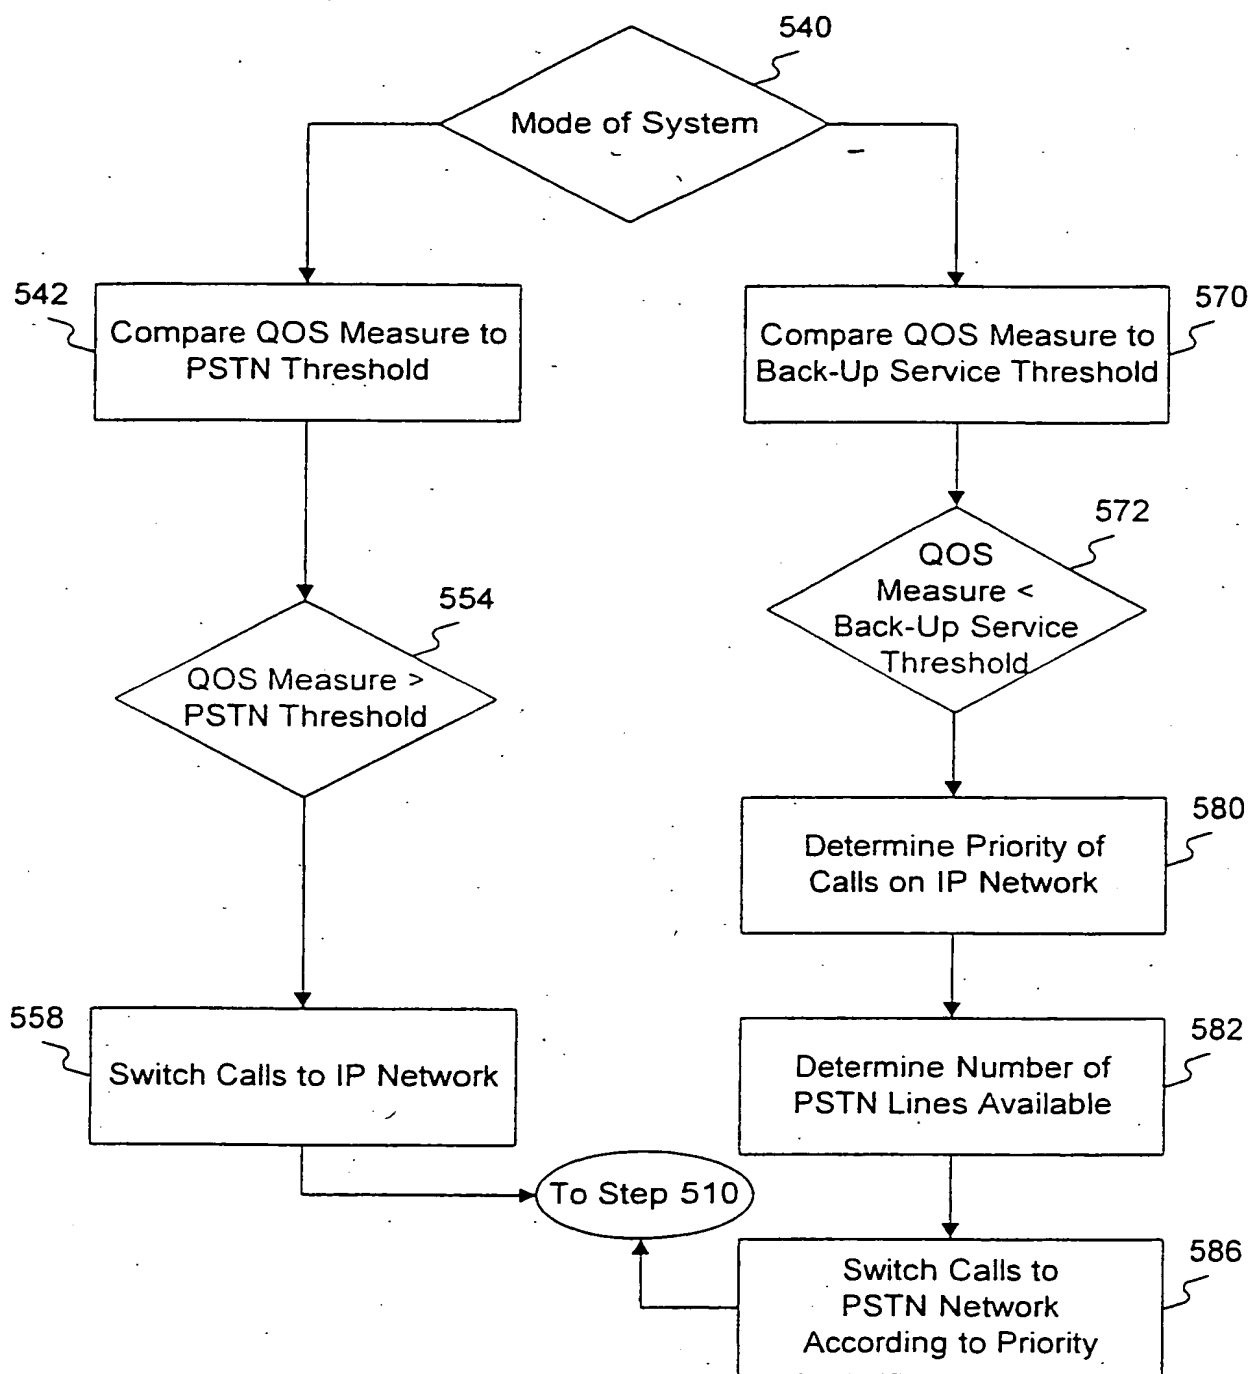 540
Mode of System
542
Compare QOS Measure to
PSTN Threshold
570
Compare QOS Measure to
Back-Up Service Threshold
554
QOS Measure >
PSTN Threshold
572
QOS
Measure <
Back-Up Service
Threshold
580
Determine Priority of
Calls on IP Network
558
Switch Calls to IP Network
582
Determine Number of
PSTN Lines Available
To Step 510
586
Switch Calls to
PSTN Network
According to Priority